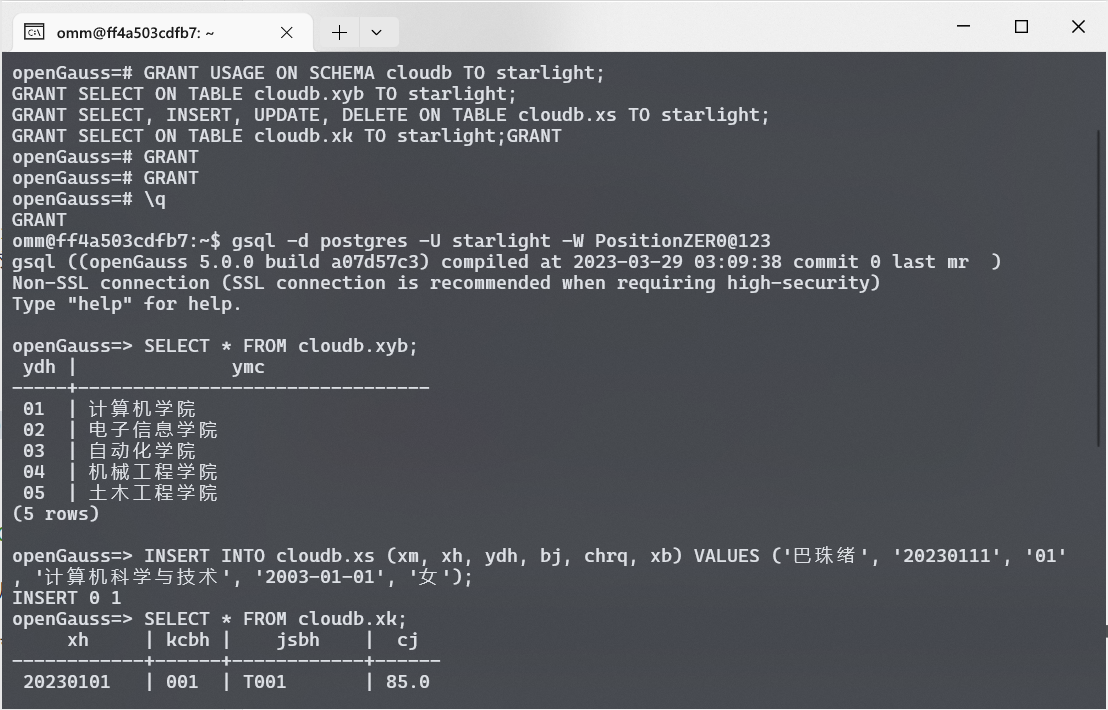 omm@ff4a503cdfb7: ~
openGauss=# GRANT USAGE ON SCHEMA cloudb TO starlight;
GRANT SELECT ON TABLE cloudb.xyb TO starlight;
GRANT SELECT, INSERT, UPDATE, DELETE ON TABLE cloudb.xs TO starlight;
GRANT SELECT ON TABLE cloudb.xk TO starlight;GRANT
openGauss=# GRANT
openGauss=# GRANT
openGauss=# \q
GRANT
omm@ff4a503cdfb7:~$ gsql -d postgres -U starlight -W PositionZER0@123
gsql ((openGauss 5.0.0 build a07d57c3) compiled at 2023-03-29 03:09:38 commit 0 last mr  )
Non-SSL connection (SSL connection is recommended when requiring high-security)
Type "help" for help.
openGauss=> SELECT * FROM cloudb.xyb;
 ydh |              ymc
-----+--------------------------------
 01  | 计算机学院
 02  | 电子信息学院
 03  | 自动化学院
 04  | 机械工程学院
 05  | 土木工程学院
(5 rows)
openGauss=> INSERT INTO cloudb.xs (xm, xh, ydh, bj, chrq, xb) VALUES ('巴珠绪', '20230111', '01'
, '计算机科学与技术', '2003-01-01', '女');
INSERT 0 1
openGauss=> SELECT * FROM cloudb.xk;
     xh     | kcbh |    jsbh    |  cj
------------+------+------------+------
 20230101   | 001  | T001       | 85.0